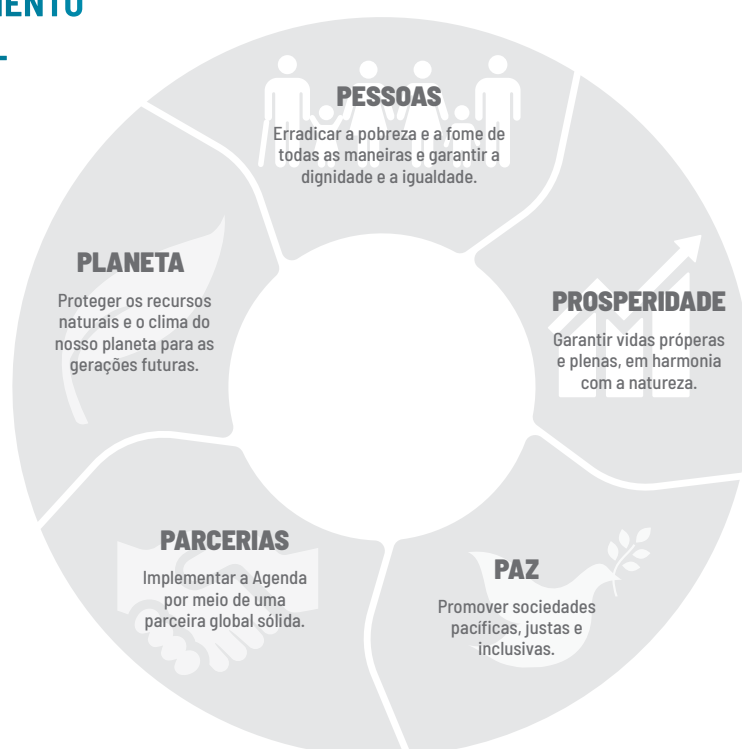 PESSOAS
Erradicar a pobreza e a fome de
todas as maneiras e garantir a
dignidade e a igualdade.
PLANETA
Proteger os recursos
naturais e o clima do
nosso planeta para as
gerações futuras.
PROSPERIDADE
Garantir vidas próperas
e plenas, em harmonia
com a natureza.
PARCERIAS
Implementar a Agenda
por meio de uma
parceira global sólida.
PAZ
Promover sociedades
pacíficas, justas e
inclusivas.